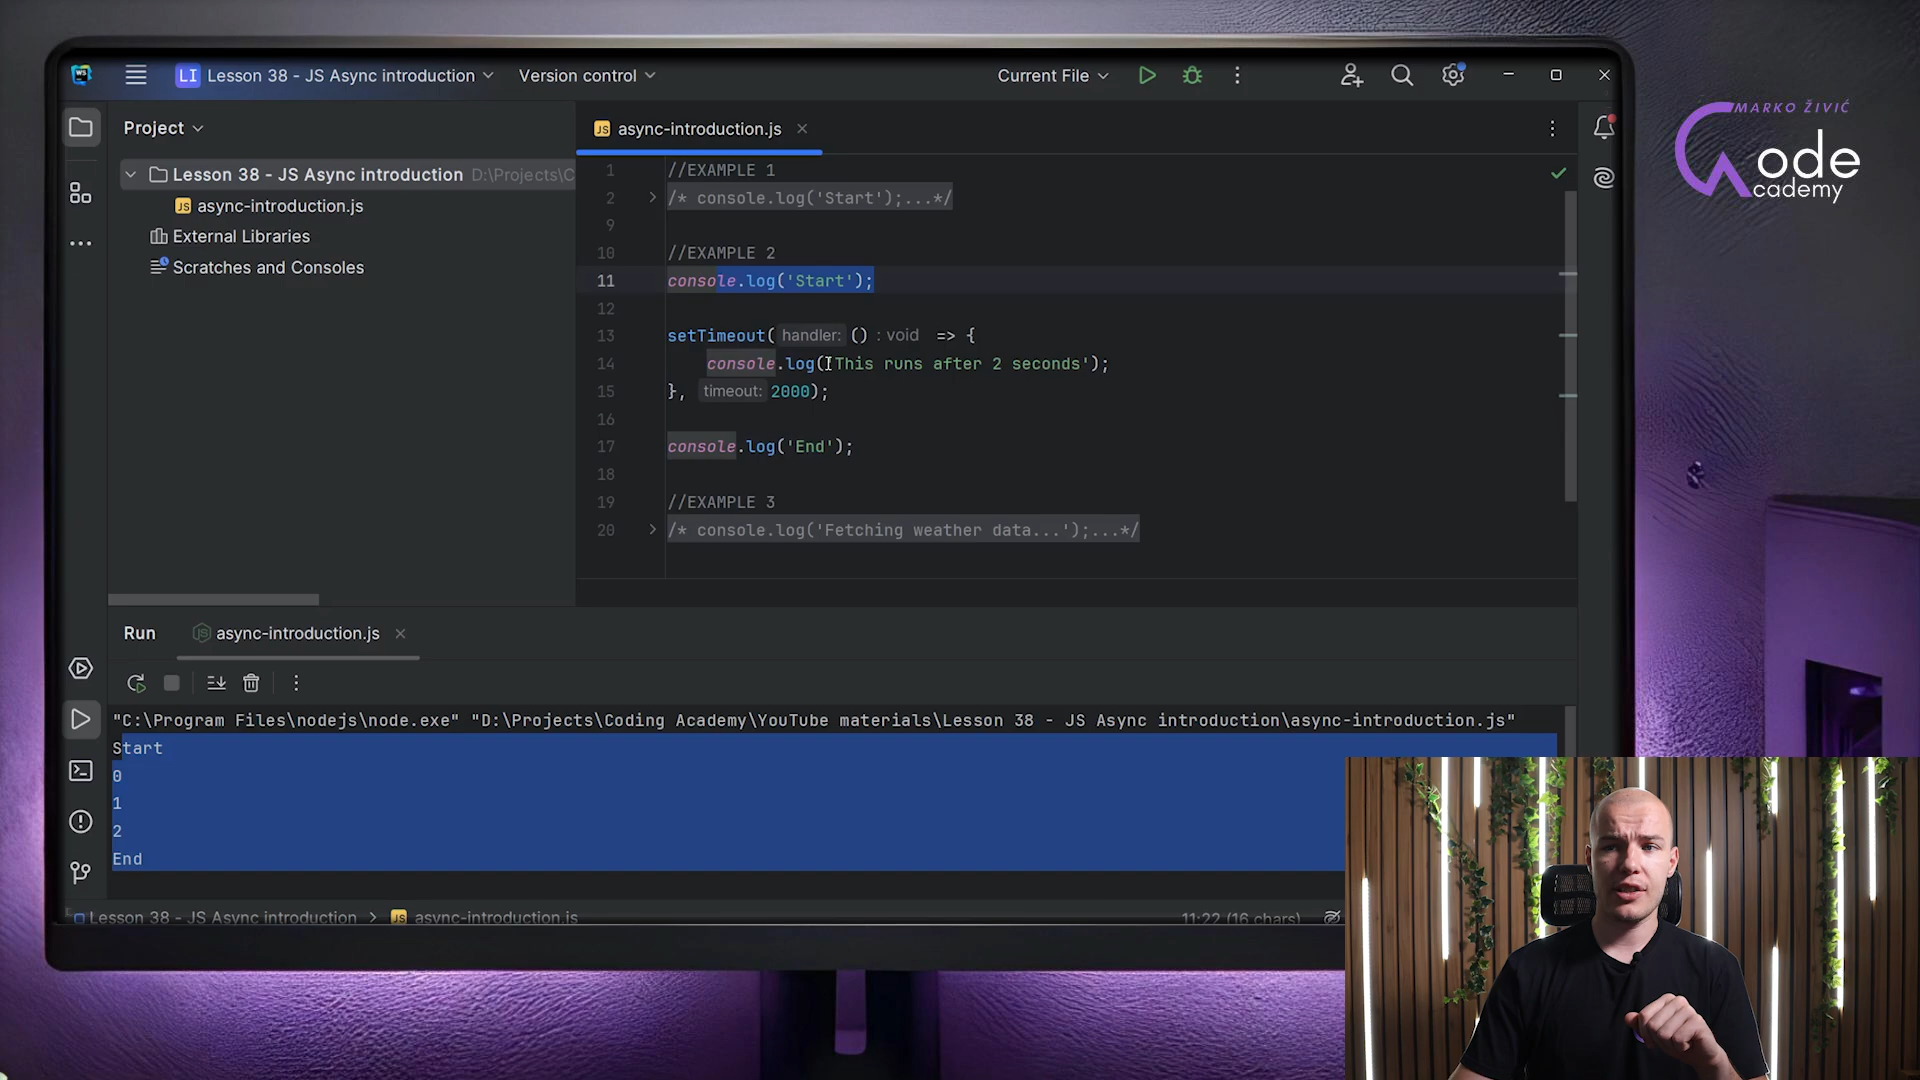 LI Lesson 38 - JS Async introduction
Version control
Current File
MARKO ŽIVIĆ
Code
Academy
Project
JS async-introduction.js
Lesson 38 - JS Async introduction D:\Projects\C
JS async-introduction.js
External Libraries
Scratches and Consoles
1 //EXAMPLE 1
2 /* console.log('Start');...*/
9
10 //EXAMPLE 2
11 console.log('Start');
12
13 setTimeout( handler: () : void => {
14 console.log('This runs after 2 seconds');
15 }, timeout: 2000);
16
17 console.log('End');
18
19 //EXAMPLE 3
20 /* console.log('Fetching weather data...');...*/
Run async-introduction.js
"C:\Program Files\nodejs\node.exe" "D:\Projects\Coding Academy\YouTube materials\Lesson 38 - JS Async introduction\async-introduction.js"
Start
0
1
2
End
Lesson 38 - JS Async introduction > JS async-introduction.js
11:22 (16 chars)